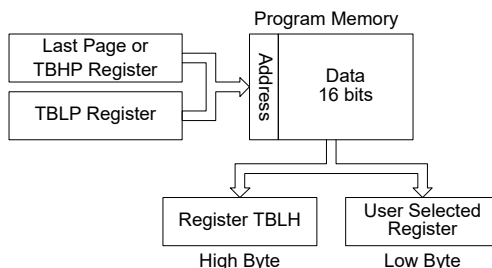 Program Memory
Last Page or
TBHP Register
TBLP Register
Address
Data
16 bits
Register TBLH
User Selected
Register
High Byte
Low Byte